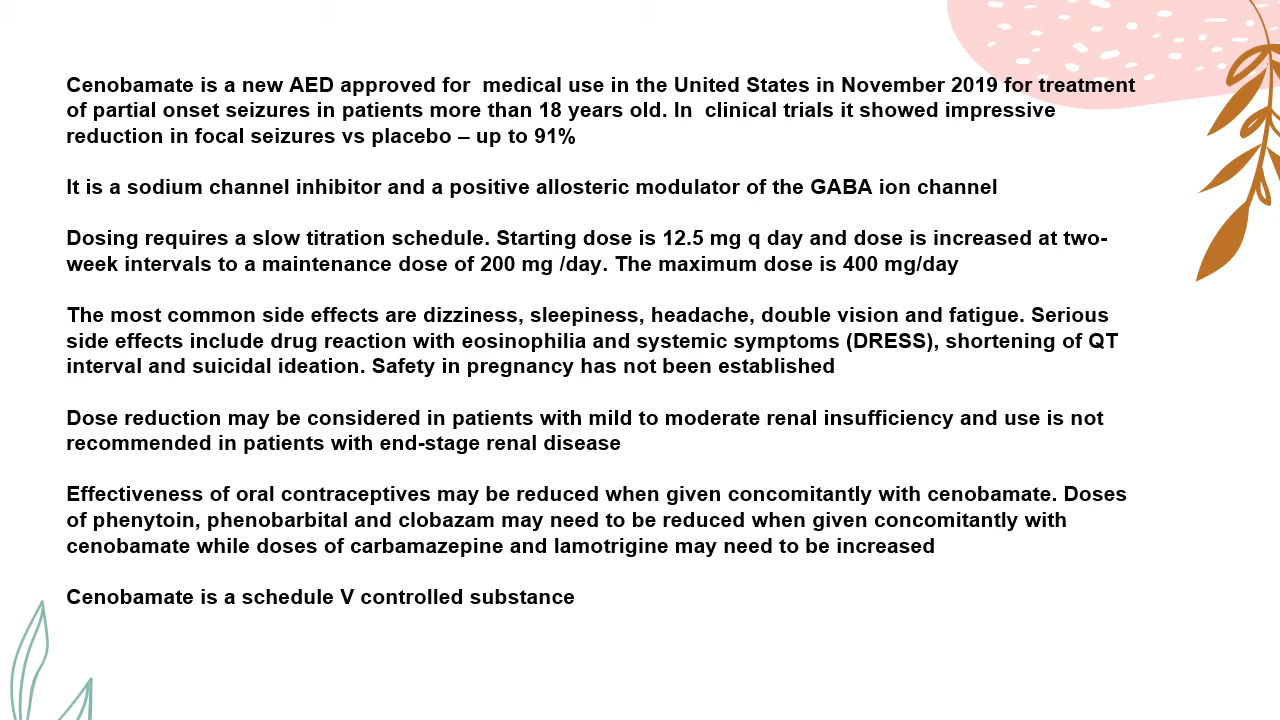 Cenobamate is a new AED approved for  medical use in the United States in November 2019 for treatment
of partial onset seizures in patients more than 18 years old. In  clinical trials it showed impressive
reduction in focal seizures vs placebo – up to 91%
It is a sodium channel inhibitor and a positive allosteric modulator of the GABA ion channel
Dosing requires a slow titration schedule. Starting dose is 12.5 mg q day and dose is increased at two-
week intervals to a maintenance dose of 200 mg /day. The maximum dose is 400 mg/day
The most common side effects are dizziness, sleepiness, headache, double vision and fatigue. Serious
side effects include drug reaction with eosinophilia and systemic symptoms (DRESS), shortening of QT
interval and suicidal ideation. Safety in pregnancy has not been established
Dose reduction may be considered in patients with mild to moderate renal insufficiency and use is not
recommended in patients with end-stage renal disease
Effectiveness of oral contraceptives may be reduced when given concomitantly with cenobamate. Doses
of phenytoin, phenobarbital and clobazam may need to be reduced when given concomitantly with
cenobamate while doses of carbamazepine and lamotrigine may need to be increased
Cenobamate is a schedule V controlled substance